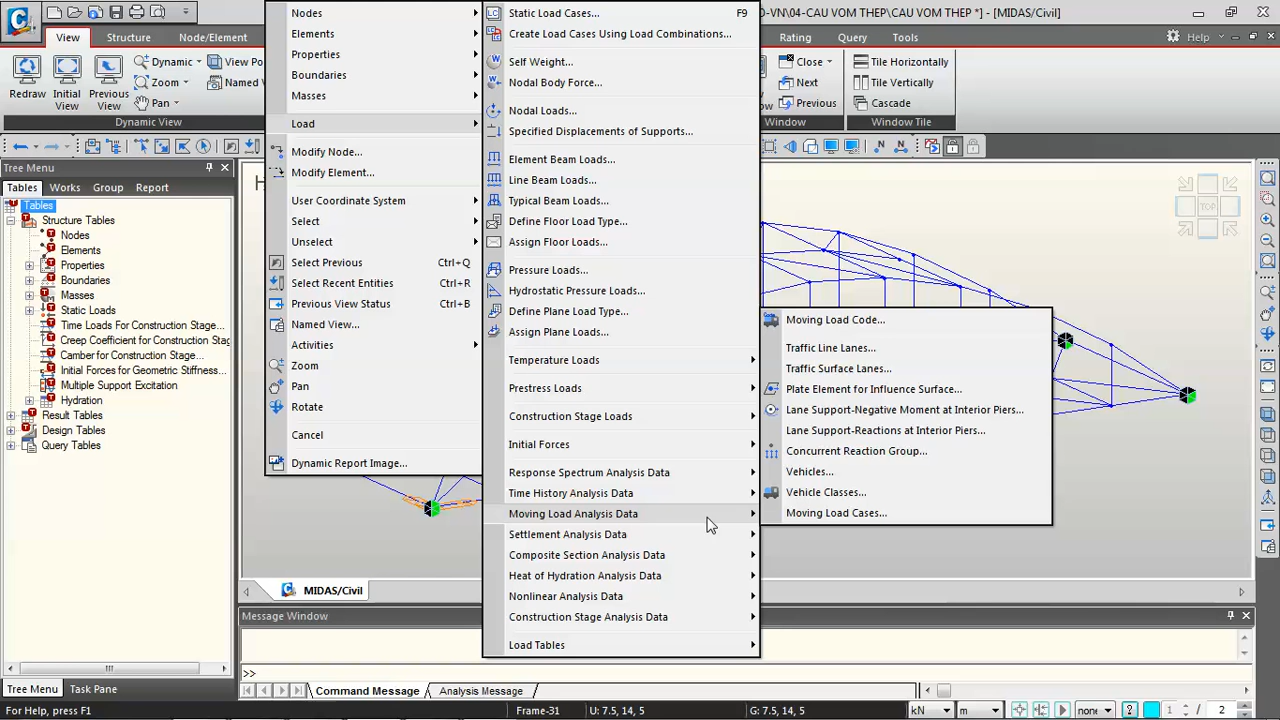 D-VN\04-CAU VOM THEP\CAU VOM THEP *] - [MIDAS/Civil]
View
Structure
Node/Element
Rating
Query
Tools
Help
Redraw
Initial
View
Previous
View
Dynamic
Zoom
Pan
View Po
Named V
Dynamic View
Close
Next
Previous
Window
Tile Horizontally
Tile Vertically
Cascade
Window Tile
Tree Menu
Tables
Works
Group
Report
Tables
Structure Tables
Nodes
Elements
Properties
Boundaries
Masses
Static Loads
Time Loads For Construction Stage...
Creep Coefficient for Construction Stage
Camber for Construction Stage...
Initial Forces for Geometric Stiffness...
Multiple Support Excitation
Hydration
Result Tables
Design Tables
Query Tables
Tree Menu
Task Pane
Nodes
Elements
Properties
Boundaries
Masses
Load
Modify Node...
Modify Element...
User Coordinate System
Select
Unselect
Select Previous Ctrl+Q
Select Recent Entities Ctrl+R
Previous View Status Ctrl+B
Named View...
Activities
Zoom
Pan
Rotate
Cancel
Dynamic Report Image...
Static Load Cases... F9
Create Load Cases Using Load Combinations...
Self Weight...
Nodal Body Force...
Nodal Loads...
Specified Displacements of Supports...
Element Beam Loads...
Line Beam Loads...
Typical Beam Loads...
Define Floor Load Type...
Assign Floor Loads...
Pressure Loads...
Hydrostatic Pressure Loads...
Define Plane Load Type...
Assign Plane Loads...
Temperature Loads
Prestress Loads
Construction Stage Loads
Initial Forces
Response Spectrum Analysis Data
Time History Analysis Data
Moving Load Analysis Data
Settlement Analysis Data
Composite Section Analysis Data
Heat of Hydration Analysis Data
Nonlinear Analysis Data
Construction Stage Analysis Data
Load Tables
Moving Load Code...
Traffic Line Lanes...
Traffic Surface Lanes...
Plate Element for Influence Surface...
Lane Support-Negative Moment at Interior Piers...
Lane Support-Reactions at Interior Piers...
Concurrent Reaction Group...
Vehicles...
Vehicle Classes...
Moving Load Cases...
TOP
MIDAS/Civil
Message Window
>>
Command Message
Analysis Message
For Help, press F1
Frame-31
U: 7.5, 14, 5
G: 7.5, 14, 5
kN
m
none
1 / 2